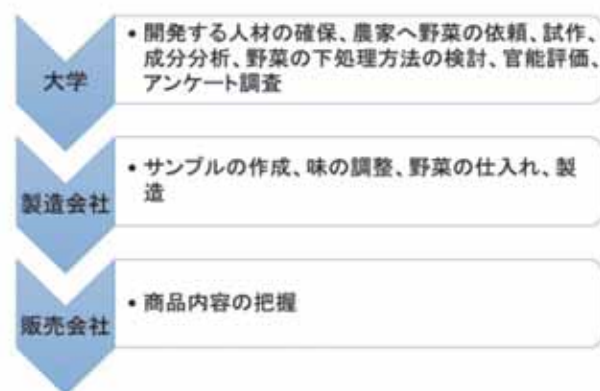 大学
• 開発する人材の確保、農家へ野菜の依頼、試作、
成分分析、野菜の下処理方法の検討、官能評価、
アンケート調査
製造会社
• サンプルの作成、味の調整、野菜の仕入れ、製
造
販売会社
• 商品内容の把握